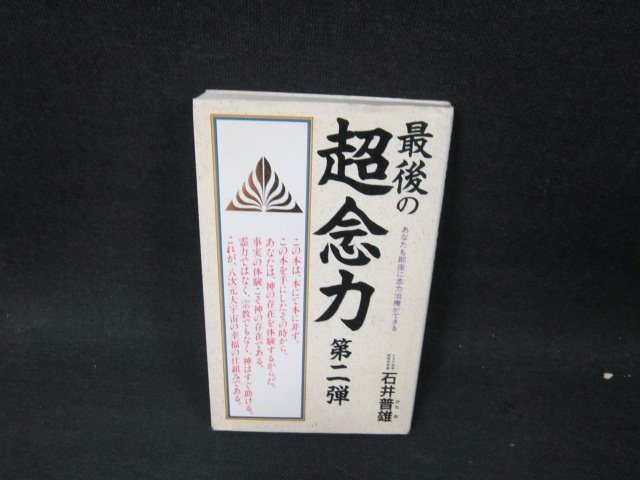 最後の
超念力
第二弾
あなたも即座に念力治療ができる
石井普雄
この本は、本にて本に非ず。
この本を手にしたその時から、
あなたは、神の存在を体験するからだ。
事実の体験こそ神の存在である。
霊力ではなく、宗教でもなく、神はすぐ助ける。
これが、八次元大宇宙の幸福の仕組みである。